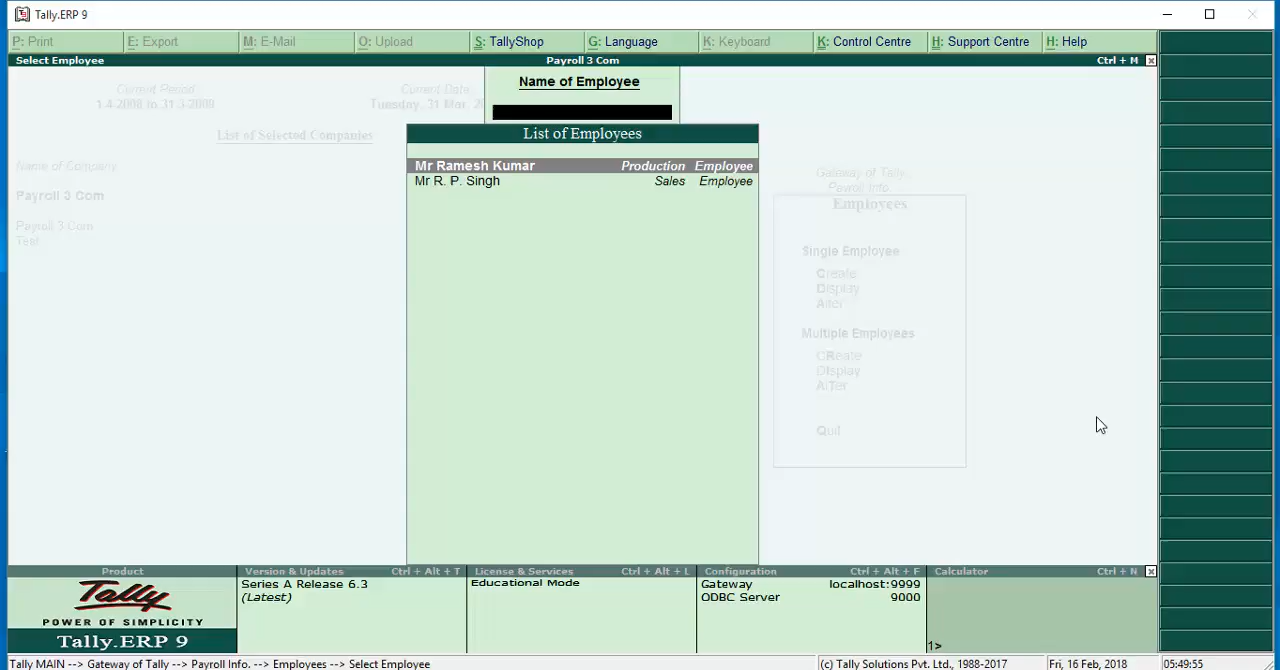 Tally.ERP 9
P: Print
E: Export
M: E-Mail
O: Upload
S: TallyShop
G: Language
K: Keyboard
K: Control Centre
H: Support Centre
H: Help
Select Employee
Payroll 3 Com
Ctrl + M
Current Period
1-4-2008 to 31-3-2009
Current Date
Tuesday, 31 Mar, 20
List of Selected Companies
Name of Company
Payroll 3 Com
Payroll 3 Com
Test
Name of Employee
List of Employees
Mr Ramesh Kumar Production Employee
Mr R. P. Singh Sales Employee
Gateway of Tally...
Payroll Info...
Employees
Single Employee
Create
Display
Alter
Multiple Employees
CReate
DIsplay
AlTer
Quit
Product
Tally
POWER OF SIMPLICITY
Tally.ERP 9
Version & Updates Ctrl + Alt + T
Series A Release 6.3
(Latest)
License & Services Ctrl + Alt + L
Educational Mode
Configuration Ctrl + Alt + F
Gateway localhost:9999
ODBC Server 9000
Calculator Ctrl + N
1>
Tally MAIN --> Gateway of Tally --> Payroll Info. --> Employees --> Select Employee
(c) Tally Solutions Pvt. Ltd., 1988-2017
Fri, 16 Feb, 2018
05:49:55